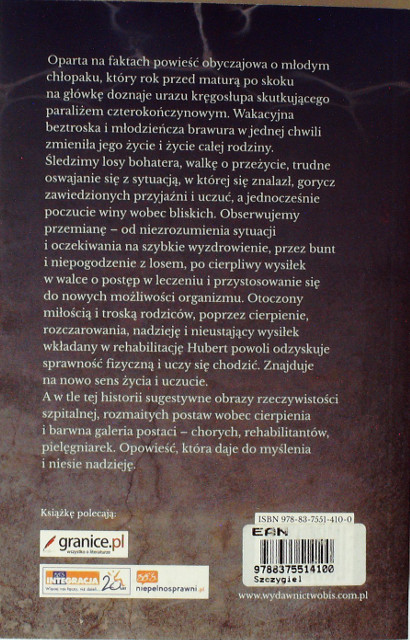 Oparta na faktach powieść obyczajowa o młodym
chłopaku, który rok przed maturą po skoku
na główkę doznaje urazu kręgosłupa skutkującego
paraliżem czterokończynowym. Wakacyjna
beztroska i młodzieńcza brawura w jednej chwili
zmieniła jego życie i życie całej rodziny.
Śledzimy losy bohatera, walkę o przeżycie, trudne
oswajanie się z sytuacją, w której się znalazł, gorycz
zawiedzionych przyjaźni i uczuć, a jednocześnie
poczucie winy wobec bliskich. Obserwujemy
przemianę – od niezrozumienia sytuacji
i oczekiwania na szybkie wyzdrowienie, przez bunt
i niepogodzenie z losem, po cierpliwy wysiłek
w walce o postęp w leczeniu i przystosowanie się
do nowych możliwości organizmu. Otoczony
miłością i troską rodziców, poprzez cierpienie,
rozczarowania, nadzieję i nieustający wysiłek
wkładany w rehabilitację Hubert powoli odzyskuje
sprawność fizyczną i uczy się chodzić. Znajduje
na nowo sens życia i uczucie.
A w tle tej historii sugestywne obrazy rzeczywistości
szpitalnej, rozmaitych postaw wobec cierpienia
i barwna galeria postaci – chorych, rehabilitantów,
pielęgniarek. Opowieść, która daje do myślenia
i niesie nadzieję.
Książkę polecają:
granice.pl
wszystko o literaturze
INTEGRACJA
niepelnosprawni.pl
ISBN 978-83-7551-410-0
EAN
9788375514100
Szczygieł
www.wydawnictwobis.com.pl